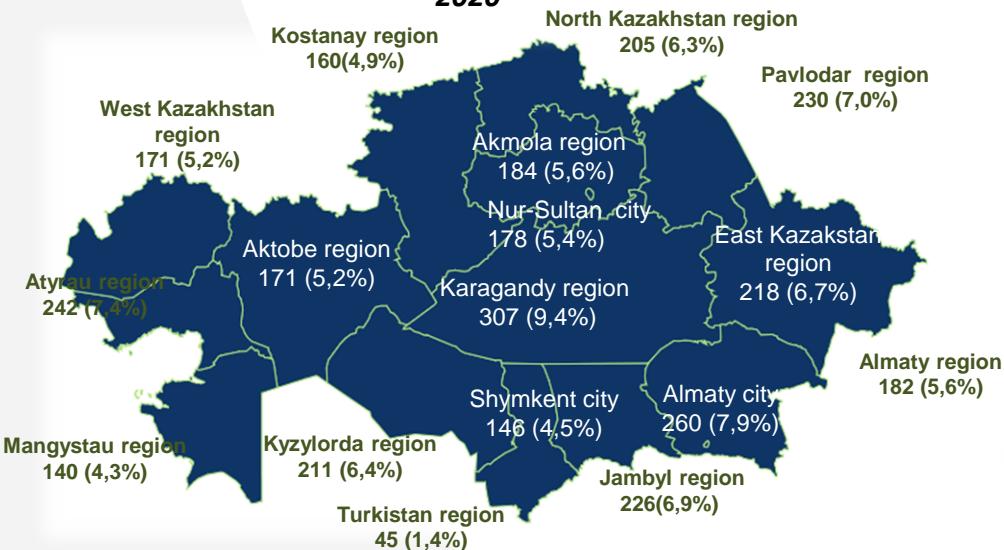 2020
North Kazakhstan region
205 (6,3%)
Kostanay region
160(4,9%)
Pavlodar region
230 (7,0%)
West Kazakhstan
region
171 (5,2%)
Akmola region
184 (5,6%)
Nur-Sultan city
178 (5,4%)
Aktobe region
171 (5,2%)
East Kazakstan
region
218 (6,7%)
Atyrau region
242 (7,4%)
Karagandy region
307 (9,4%)
Almaty region
182 (5,6%)
Shymkent city
146 (4,5%)
Almaty city
260 (7,9%)
Mangystau region
140 (4,3%)
Kyzylorda region
211 (6,4%)
Jambyl region
226(6,9%)
Turkistan region
45 (1,4%)